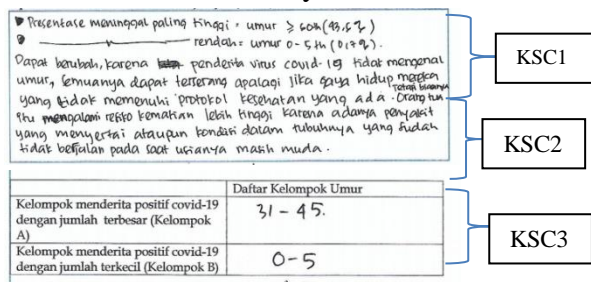 ▶ Presentase meninggal paling tinggi = umur ≥ 60th (43,5%)
rendah = umur 0-5th (0,17%).
Dapat berubah, karena penderita virus covid-19 tidak mengenal
umur, semuanya dapat terserang apalagi jika gaya hidup mereka
yang tidak memenuhi protokol kesehatan yang ada. Tetapi biasanya Orang tua
itu mengalami resiko kematian lebih tinggi karena adanya penyakit
yang menyertai ataupun kondisi dalam tubuhnya yang sudah
tidak berjalan pada saat usianya masih muda.
KSC1
KSC2
Daftar Kelompok Umur
Kelompok menderita positif covid-19
dengan jumlah terbesar (Kelompok
A)
31 - 45.
Kelompok menderita positif covid-19
dengan jumlah terkecil (Kelompok B)
0-5
KSC3